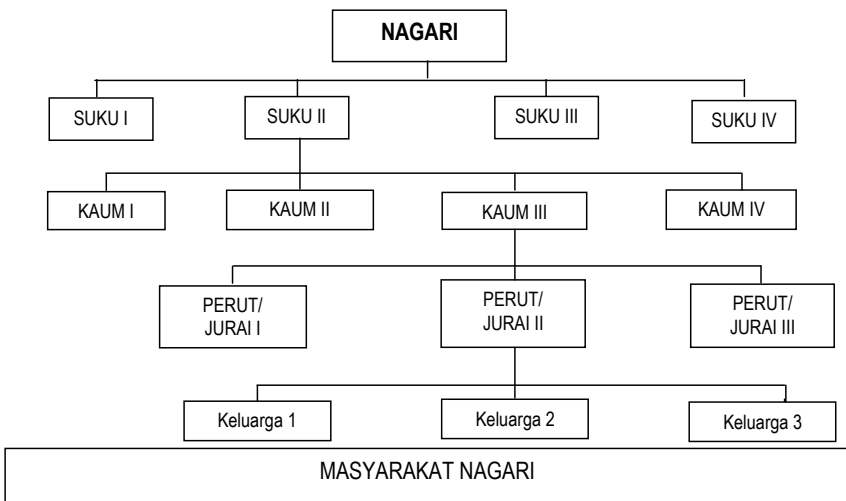 NAGARI
SUKU I
SUKU II
SUKU III
SUKU IV
KAUM I
KAUM II
KAUM III
KAUM IV
PERUT/
JURAI I
PERUT/
JURAI II
PERUT/
JURAI III
Keluarga 1
Keluarga 2
Keluarga 3
MASYARAKAT NAGARI